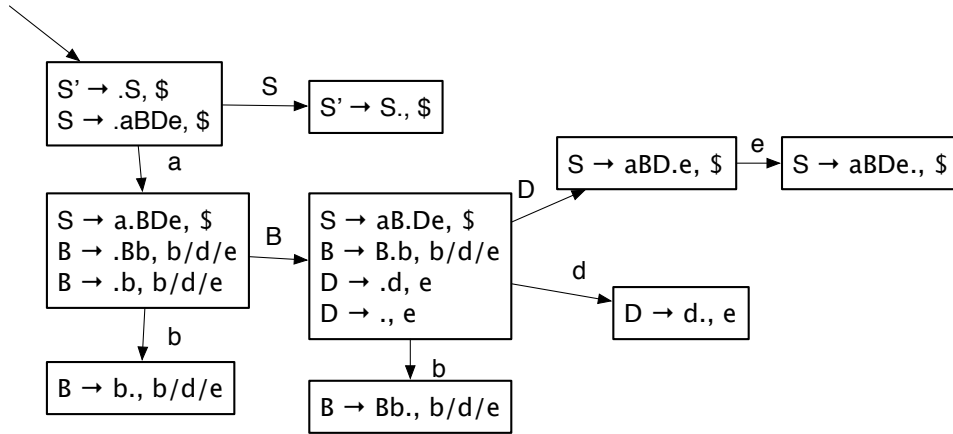 S' → .S, $
S → .aBDe, $
S
S' → S., $
a
S → aBD.e, $
e
S → aBDe., $
D
S → a.BDe, $
B → .Bb, b/d/e
B → .b, b/d/e
B
S → aB.De, $
B → B.b, b/d/e
D → .d, e
D → ., e
d
D → d., e
b
B → b., b/d/e
b
B → Bb., b/d/e